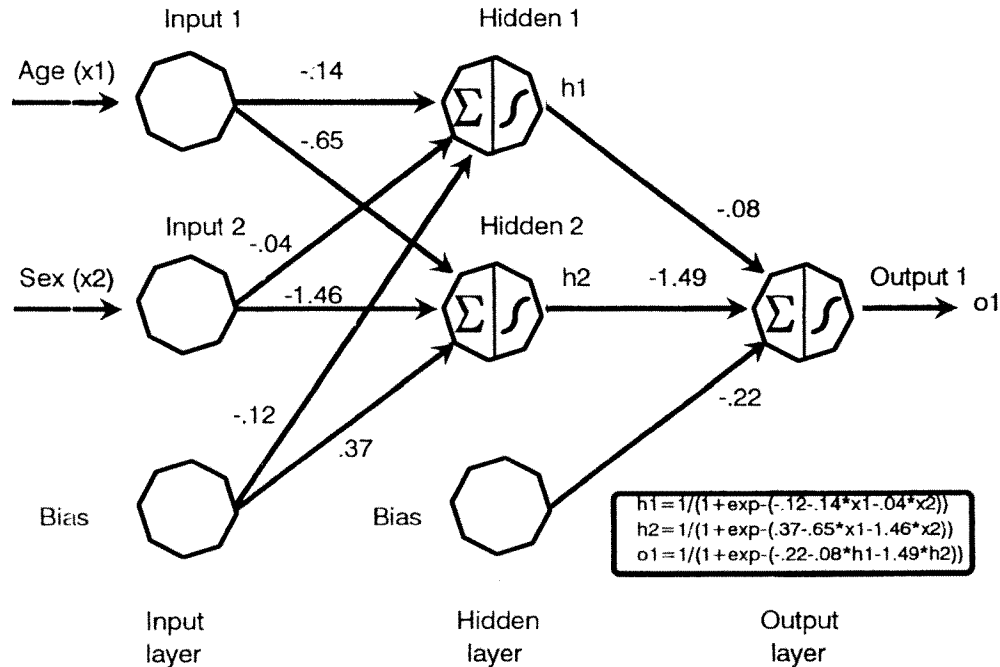 Input 1
Hidden 1
Age (x1)
-.14
h1
-.65
Input 2
Hidden 2
-.04
-.08
Sex (x2)
-1.46
h2
-1.49
Output 1
o1
-.12
.37
-.22
Bias
Bias
h1=1/(1+exp-(-.12-.14*x1-.04*x2))
h2=1/(1+exp-(.37-.65*x1-1.46*x2))
o1=1/(1+exp-(-.22-.08*h1-1.49*h2))
Input
layer
Hidden
layer
Output
layer
Σ ∫
Σ ∫
Σ ∫